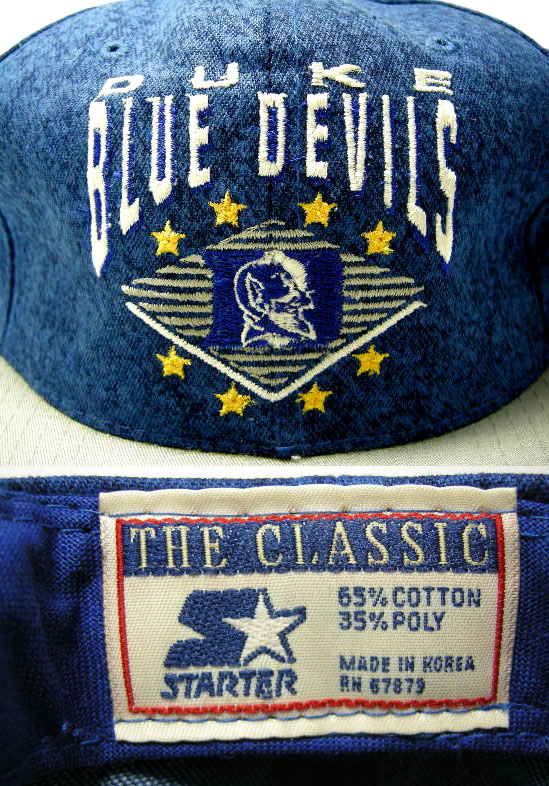 DUKE
BLUE DEVILS
THE CLASSIC
65% COTTON
35% POLY
STARTER
MADE IN KOREA
RN 67879